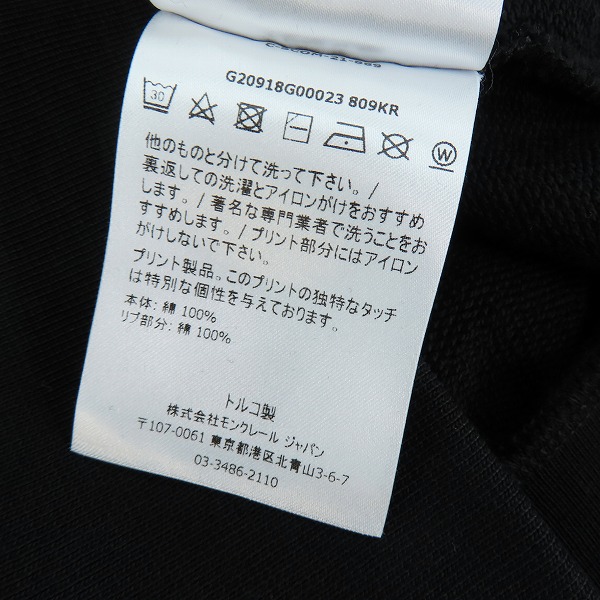 G20918G00023 809KR
30
W
他のものと分けて洗って下さい。/
裏返しての洗濯とアイロンがけをおすすめ
します。/著名な専門業者で洗うことをお
すすめします。/プリント部分にはアイロン
がけしないで下さい。
プリント製品。このプリントの独特なタッチ
は特別な個性を与えております。
本体: 綿 100%
リブ部分: 綿 100%
トルコ製
株式会社モンクレール ジャパン
〒107-0061 東京都港区北青山3-6-7
03-3486-2110